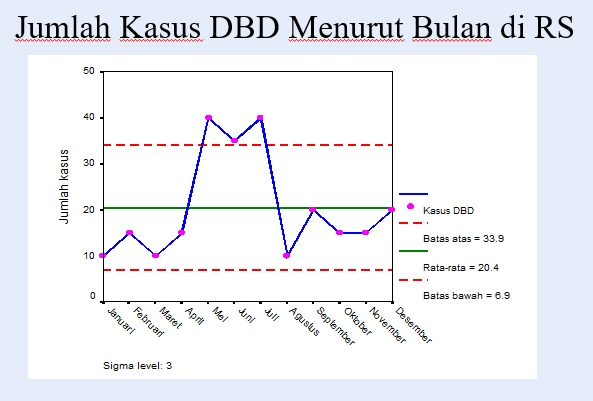 Jumlah Kasus DBD Menurut Bulan di RS
50
40
30
20
10
0
Jumlah kasus
Januari
Februari
Maret
April
Mei
Juni
Juli
Agustus
September
Oktober
November
Desember
Kasus DBD
Batas atas = 33.9
Rata-rata = 20.4
Batas bawah = 6.9
Sigma level: 3